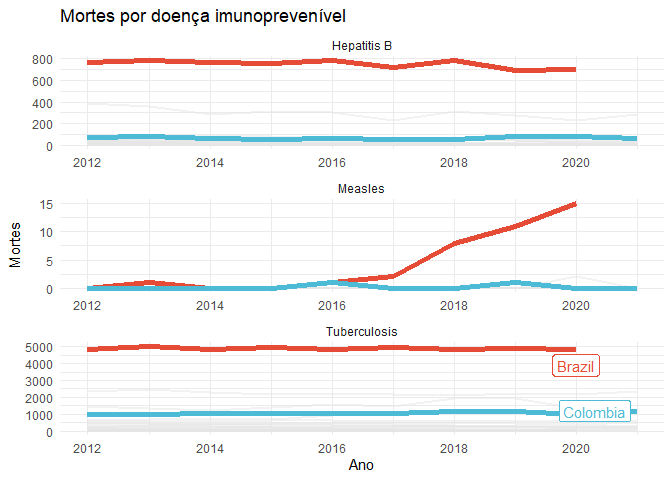 Mortes por doença imunoprevenível
Hepatitis B
800
600
400
200
0
2012 2014 2016 2018 2020
Measles
15
10
5
0
2012 2014 2016 2018 2020
Mortes
Tuberculosis
5000
4000
3000
2000
1000
0
Brazil
Colombia
2012 2014 2016 2018 2020
Ano